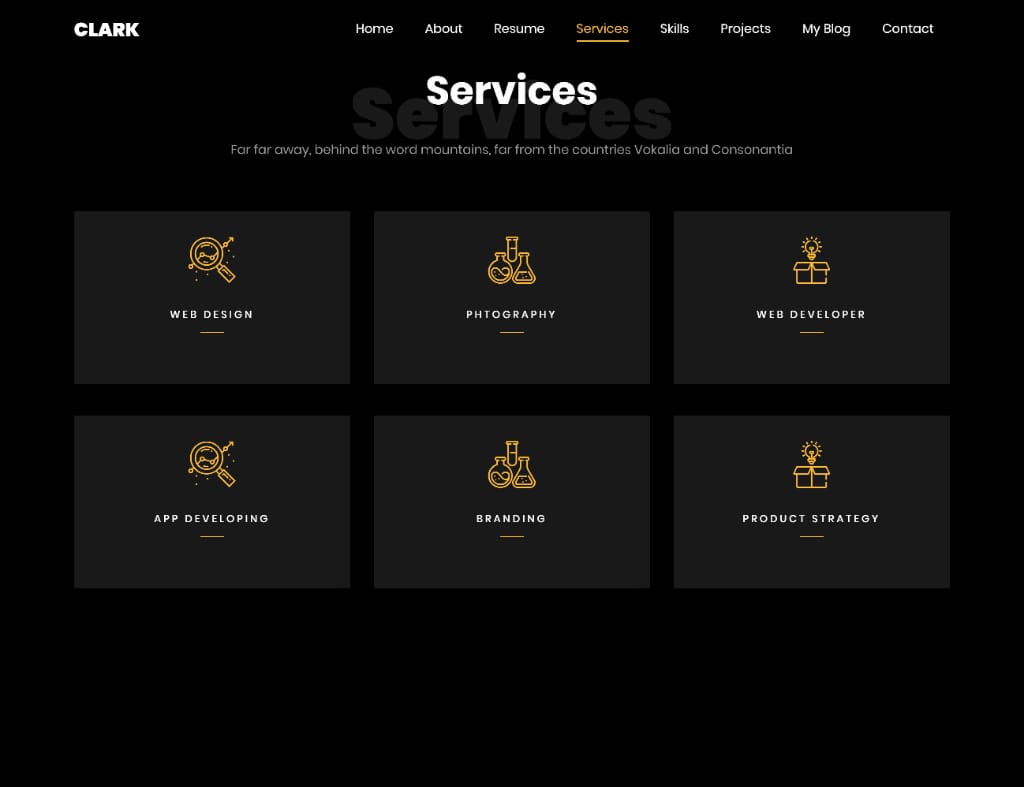 CLARK Home About Resume Services Skills Projects My Blog Contact
Services
Services
Far far away, behind the word mountains, far from the countries Vokalia and Consonantia
WEB DESIGN PHTOGRAPHY WEB DEVELOPER
APP DEVELOPING BRANDING PRODUCT STRATEGY